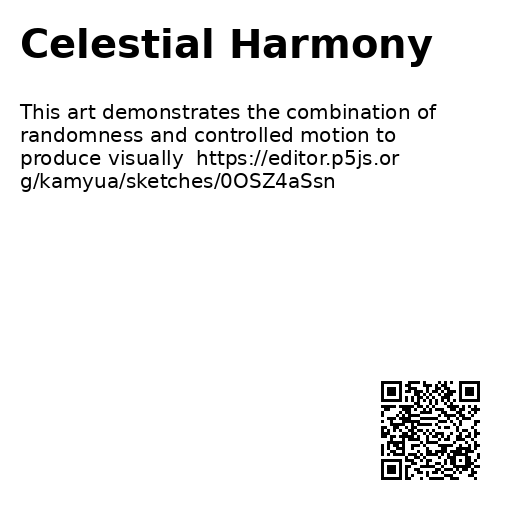 Celestial Harmony
This art demonstrates the combination of
randomness and controlled motion to
produce visually  https://editor.p5js.or
g/kamyua/sketches/0OSZ4aSsn